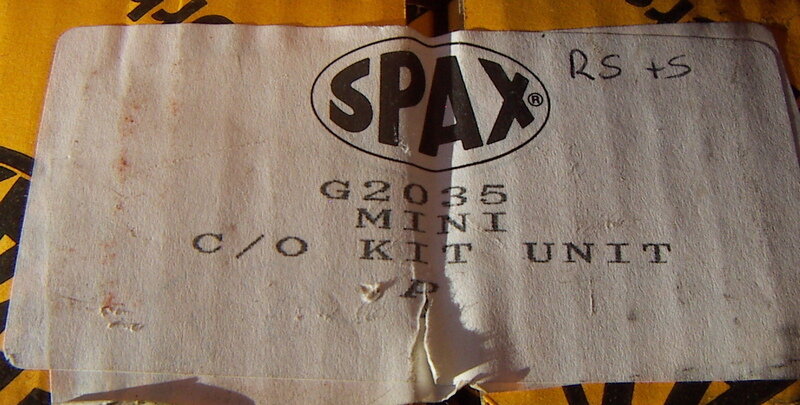 SPAX®
RS +S
G2035
MINI
C/O KIT UNIT
P